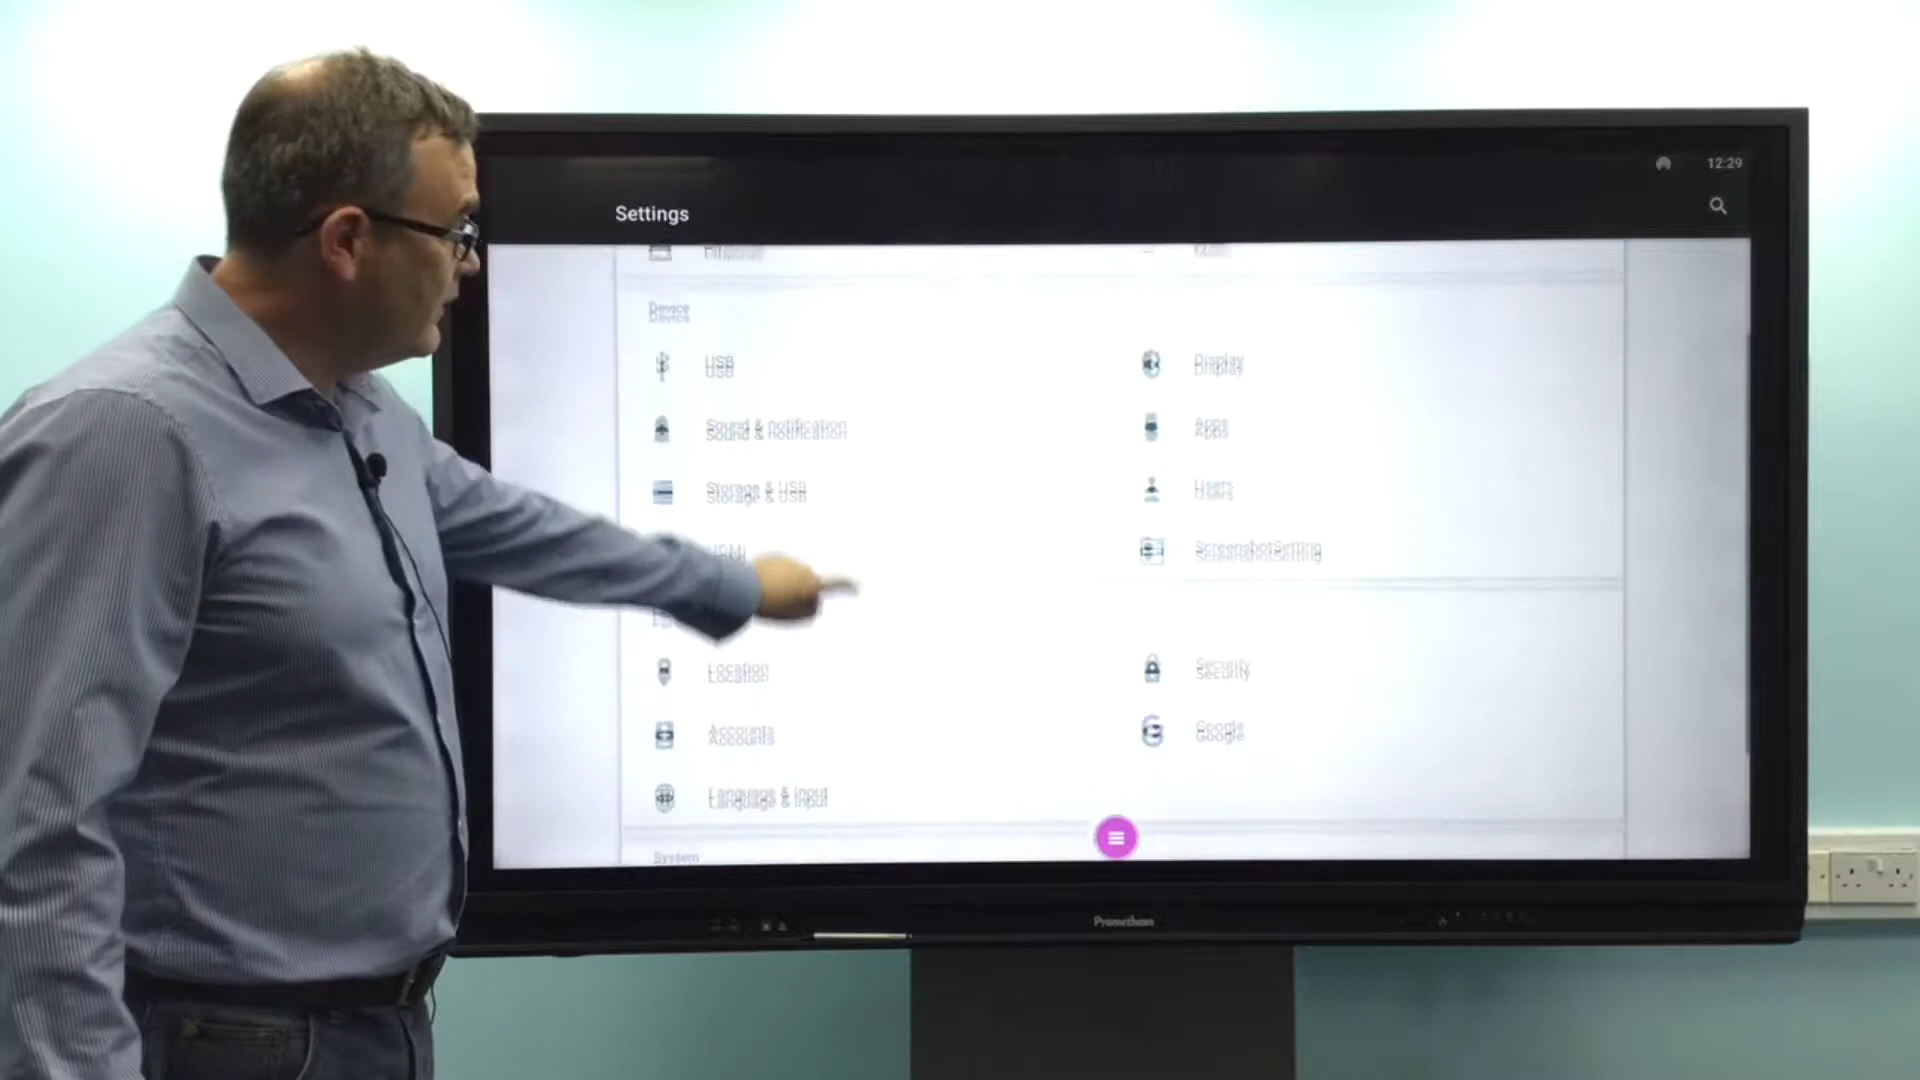 12:29
Settings
Device
USB
Display
Sound & notification
Apps
Storage & USB
Users
ScreenshotSetting
Location
Security
Accounts
Google
Language & input
System
Promethean